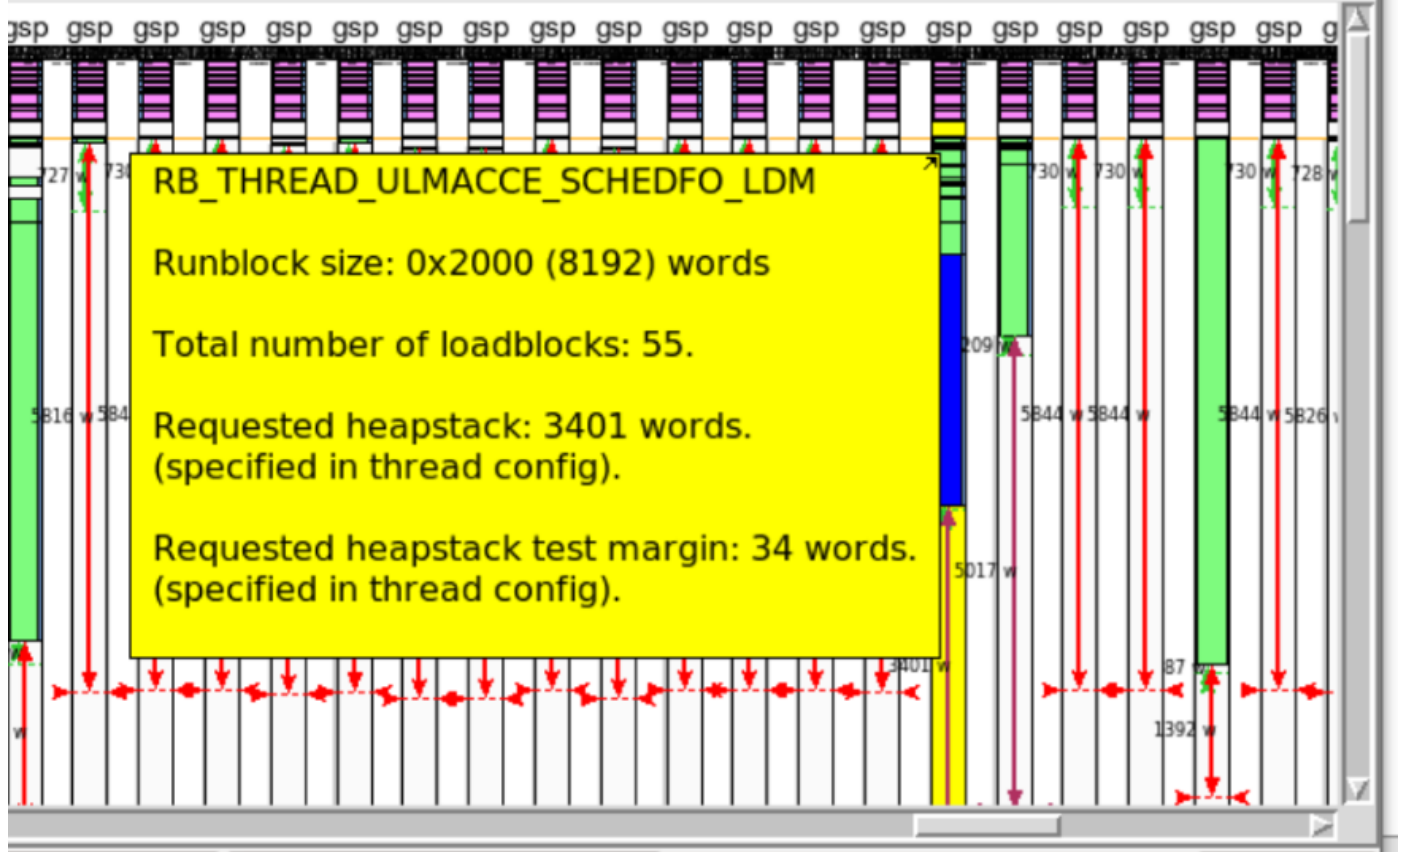 gsp gsp gsp gsp gsp gsp gsp gsp gsp gsp gsp gsp gsp gsp gsp gsp gsp gsp gsp gsp
727 w 730
730 w 730 w 730 w 728 w
RB_THREAD_ULMACCE_SCHEDFO_LDM
Runblock size: 0x2000 (8192) words
Total number of loadblocks: 55.
209 w
5816 w 584
5844 w 5844 w 5844 w 5826 w
Requested heapstack: 3401 words.
(specified in thread config).
Requested heapstack test margin: 34 words.
(specified in thread config).
5017 w
3401 w
87 w
w
1392 w